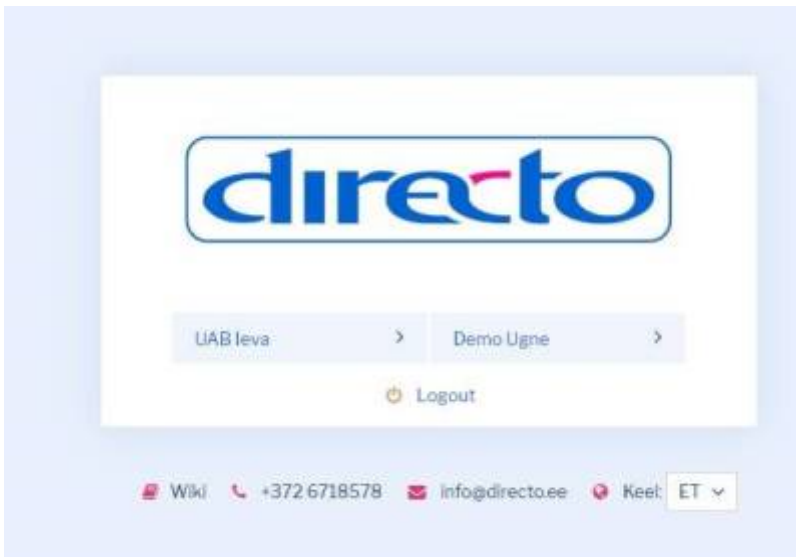 directo
UAB Ieva > Demo Ugne >
Logout
Wiki +372 6718578 info@directo.ee Keel: ET